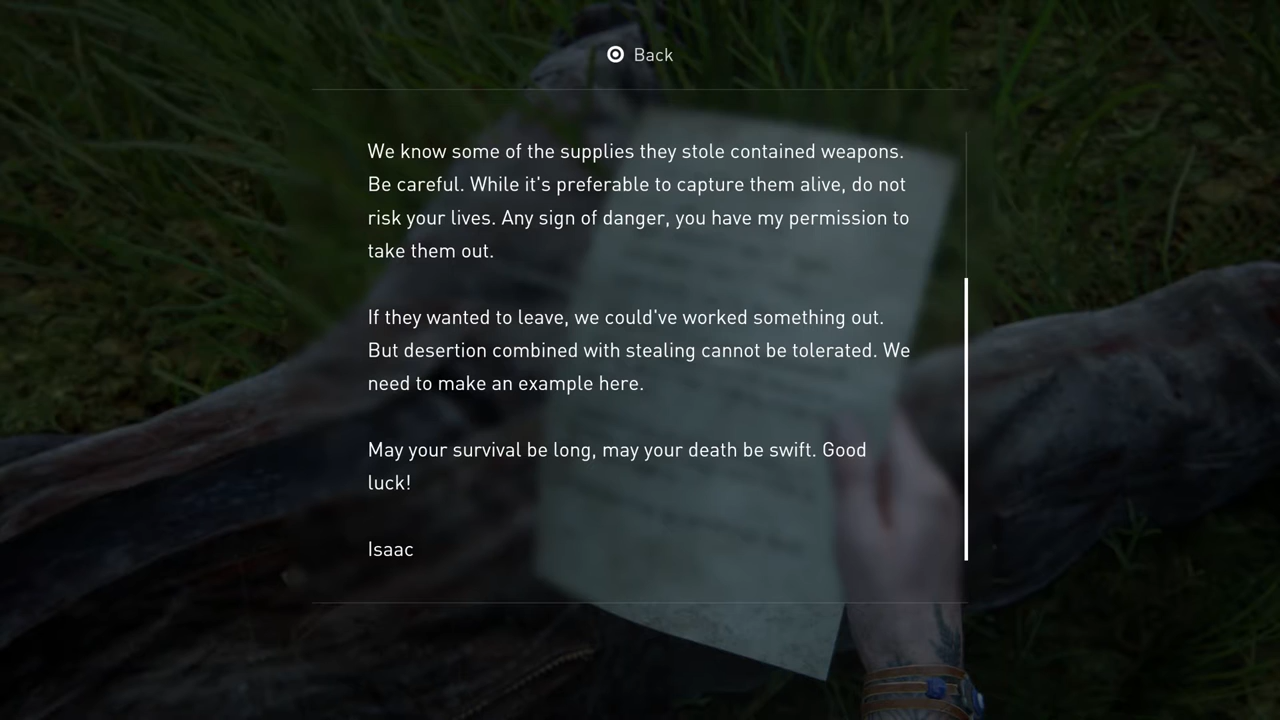 Back
We know some of the supplies they stole contained weapons.
Be careful. While it's preferable to capture them alive, do not
risk your lives. Any sign of danger, you have my permission to
take them out.
If they wanted to leave, we could've worked something out.
But desertion combined with stealing cannot be tolerated. We
need to make an example here.
May your survival be long, may your death be swift. Good
luck!
Isaac